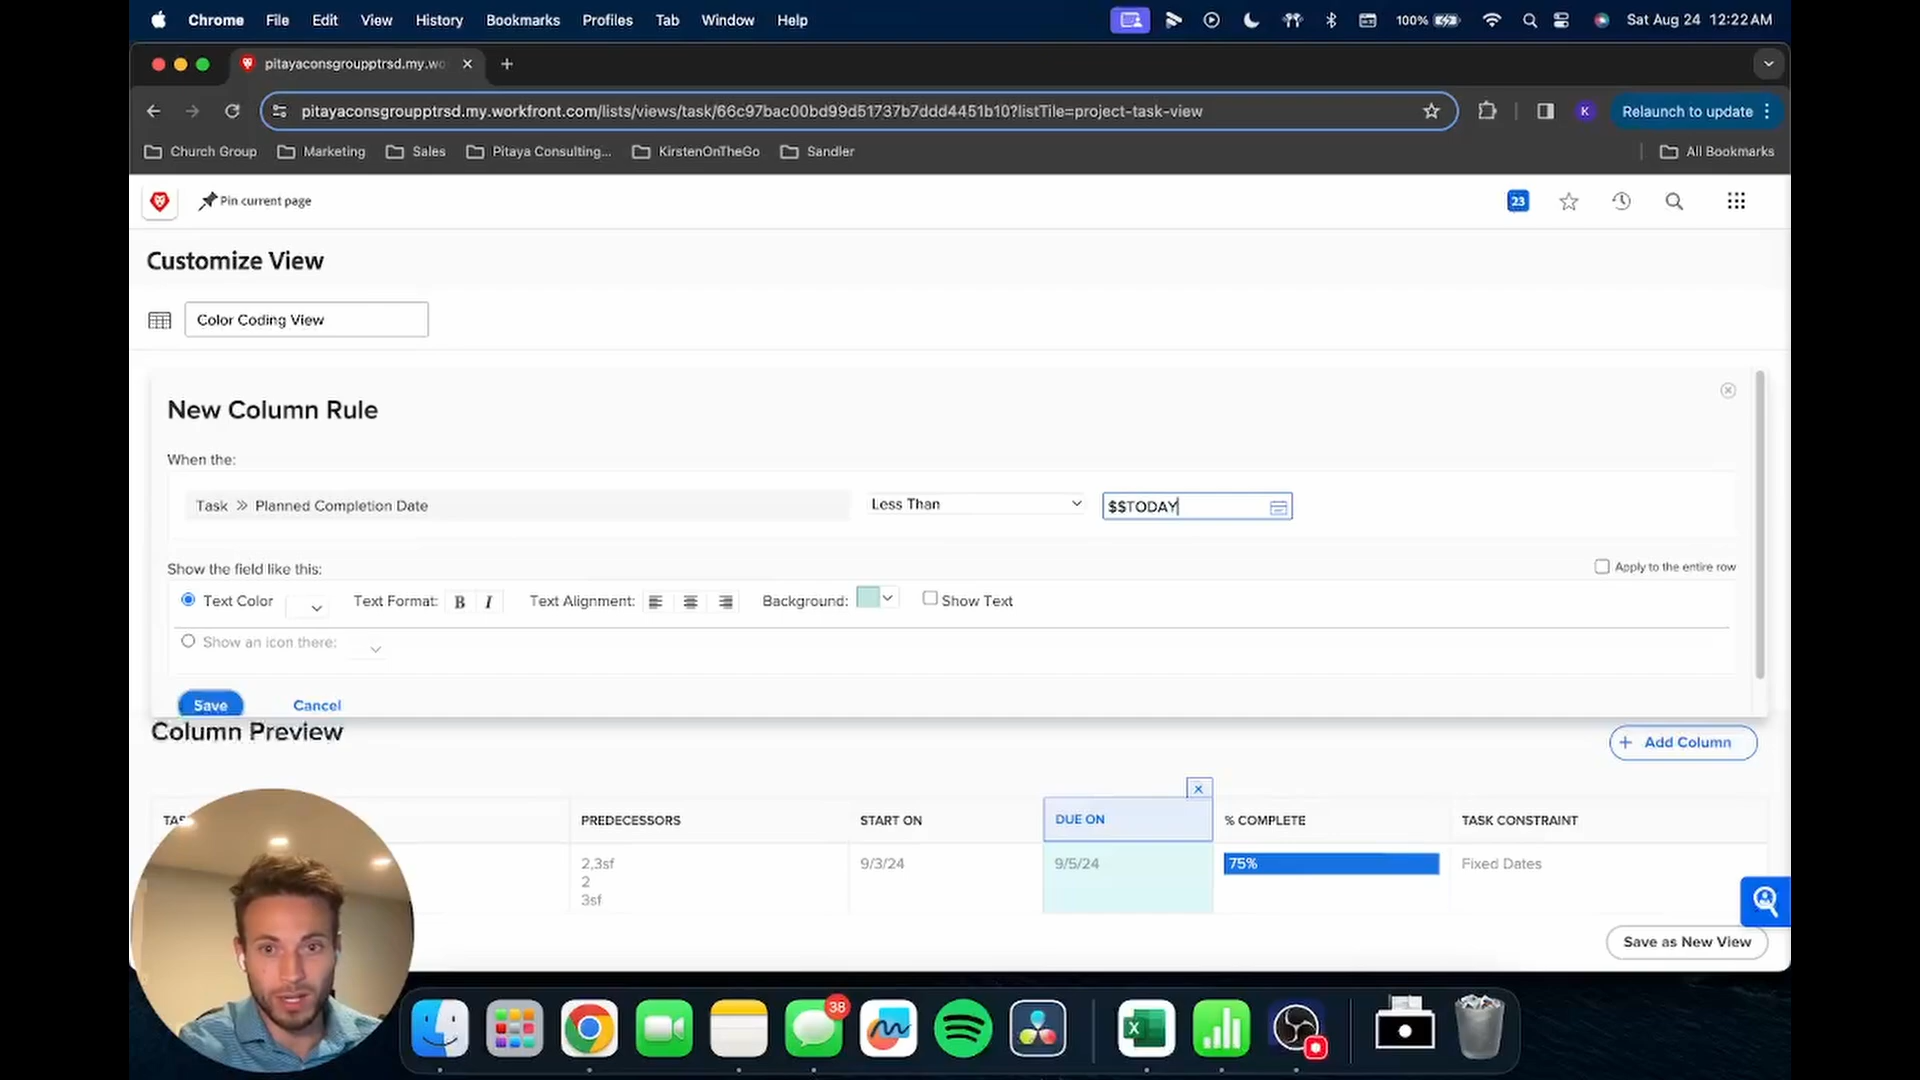 Chrome File Edit View History Bookmarks Profiles Tab Window Help 100% Sat Aug 24 12:22 AM
pitayaconsgroupptrsd.my.wo
pitayaconsgroupptrsd.my.workfront.com/lists/views/task/66c97bac00bd99d51737b7ddd4451b10?listTile=project-task-view K Relaunch to update
Church Group Marketing Sales Pitaya Consulting... KirstenOnTheGo Sandler All Bookmarks
Pin current page 23
Customize View
Color Coding View
New Column Rule
When the:
Task >> Planned Completion Date Less Than $$TODAY
Show the field like this: Apply to the entire row
Text Color Text Format: B I Text Alignment: Background: Show Text
Show an icon there:
Save Cancel
Column Preview + Add Column
TAS PREDECESSORS START ON DUE ON % COMPLETE TASK CONSTRAINT
2,3sf 9/3/24 9/5/24 75% Fixed Dates
2
3sf
Save as New View
38